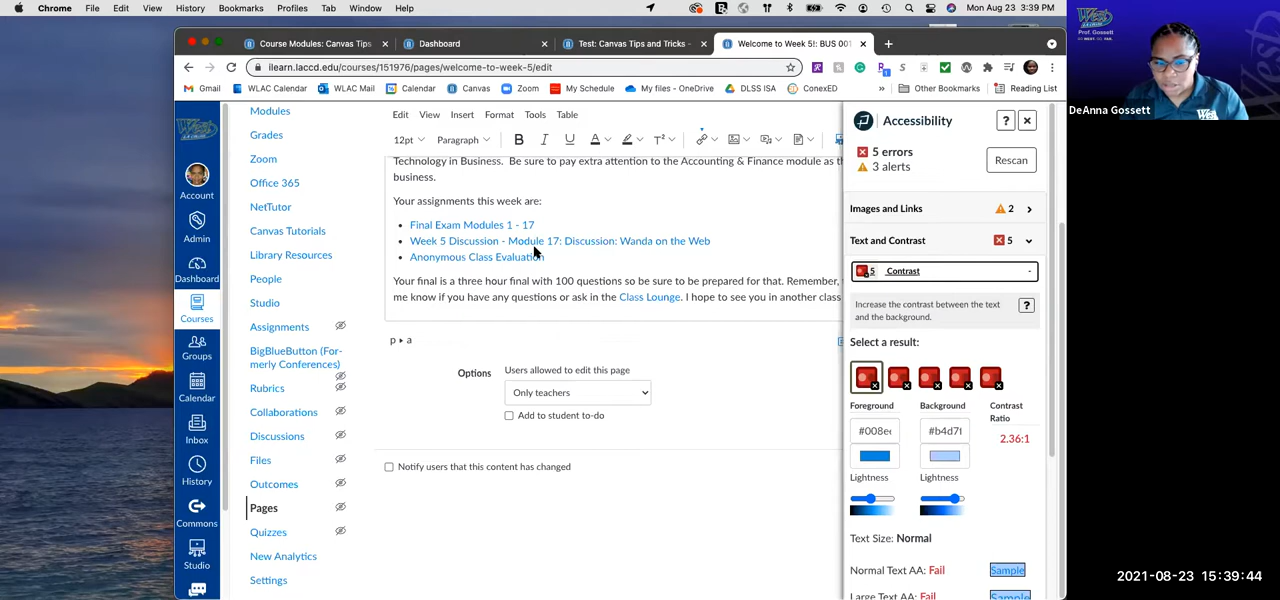 Chrome File Edit View History Bookmarks Profiles Tab Window Help
Mon Aug 23 3:39 PM
Course Modules: Canvas Tips
Dashboard
Test: Canvas Tips and Tricks -
Welcome to Week 5!: BUS 001
ilearn.laccd.edu/courses/151976/pages/welcome-to-week-5/edit
Gmail
WLAC Calendar
WLAC Mail
Calendar
Canvas
Zoom
My Schedule
My files - OneDrive
DLSS ISA
ConexED
»
Other Bookmarks
Reading List
Account
Admin
Dashboard
Courses
Groups
Calendar
Inbox
History
Commons
Studio
Modules
Grades
Zoom
Office 365
NetTutor
Canvas Tutorials
Library Resources
People
Studio
Assignments
BigBlueButton (For-
merly Conferences)
Rubrics
Collaborations
Discussions
Files
Outcomes
Pages
Quizzes
New Analytics
Settings
Edit View Insert Format Tools Table
12pt Paragraph B I U A T²
Technology in Business. Be sure to pay extra attention to the Accounting & Finance module as
business.
Your assignments this week are:
Final Exam Modules 1 - 17
Week 5 Discussion - Module 17: Discussion: Wanda on the Web
Anonymous Class Evaluation
Your final is a three hour final with 100 questions so be sure to be prepared for that. Remember,
me know if you have any questions or ask in the Class Lounge. I hope to see you in another class
p ▸ a
Options
Users allowed to edit this page
Only teachers
Add to student to-do
Notify users that this content has changed
Accessibility
?
5 errors
3 alerts
Rescan
Images and Links 2
Text and Contrast 5
5 Contrast -
Increase the contrast between the text
and the background.
?
Select a result:
Foreground
Background
Contrast
Ratio
2.36:1
Lightness
Lightness
Text Size: Normal
Normal Text AA: Fail
Sample
Large Text AA: Fail
Sample
West
Prof. Gossett
DeAnna Gossett
2021-08-23 15:39:44